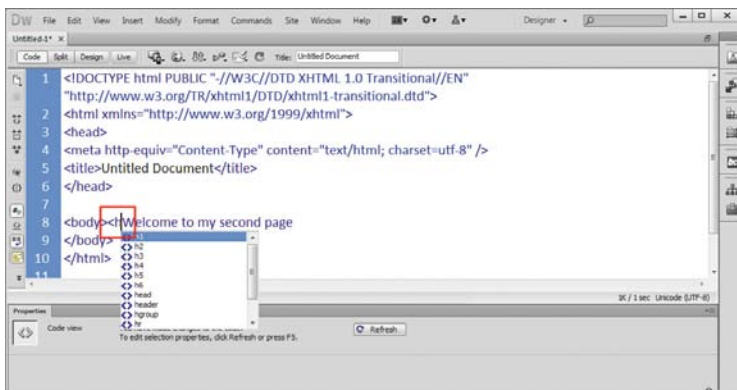 DW File Edit View Insert Modify Format Commands Site Window Help Designer
Untitled-1* ×
Code Split Design Live Title: Untitled Document
1 <!DOCTYPE html PUBLIC "-//W3C//DTD XHTML 1.0 Transitional//EN"
"http://www.w3.org/TR/xhtml1/DTD/xhtml1-transitional.dtd">
2 <html xmlns="http://www.w3.org/1999/xhtml">
3 <head>
4 <meta http-equiv="Content-Type" content="text/html; charset=utf-8" />
5 <title>Untitled Document</title>
6 </head>
7
8 <body><hWelcome to my second page
9 </body>
10 </html>
11
h1
h2
h3
h4
h5
h6
head
header
hgroup
hr
1K / 1 sec Unicode (UTF-8)
Properties
Code view
Refresh
To edit selection properties, click Refresh or press F5.